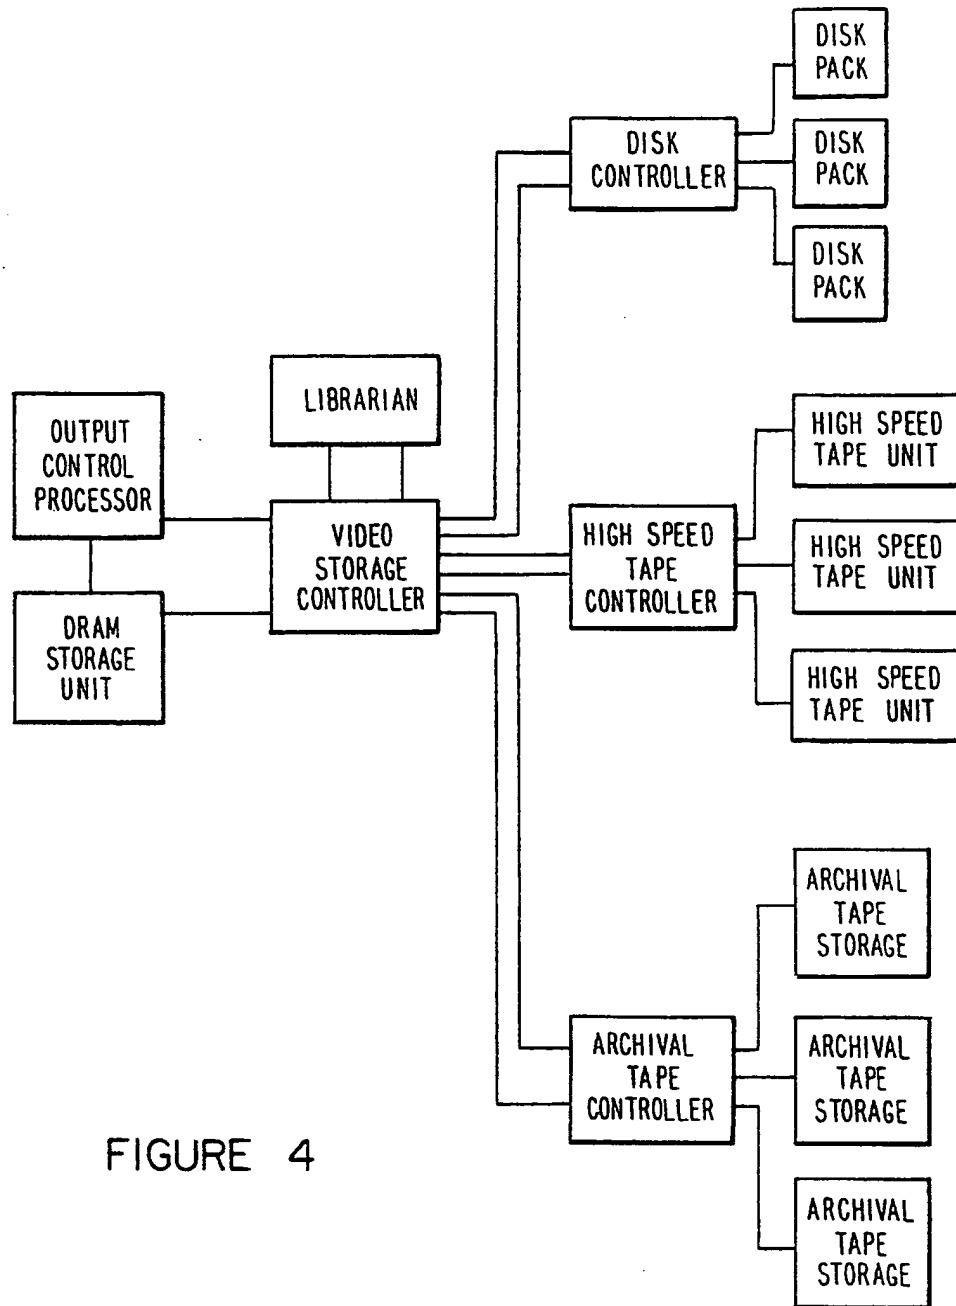 DISK
PACK
DISK
CONTROLLER
DISK
PACK
DISK
PACK
LIBRARIAN
OUTPUT
CONTROL
PROCESSOR
VIDEO
STORAGE
CONTROLLER
DRAM
STORAGE
UNIT
HIGH SPEED
TAPE UNIT
HIGH SPEED
TAPE
CONTROLLER
HIGH SPEED
TAPE UNIT
HIGH SPEED
TAPE UNIT
ARCHIVAL
TAPE
STORAGE
ARCHIVAL
TAPE
CONTROLLER
ARCHIVAL
TAPE
STORAGE
ARCHIVAL
TAPE
STORAGE
FIGURE 4